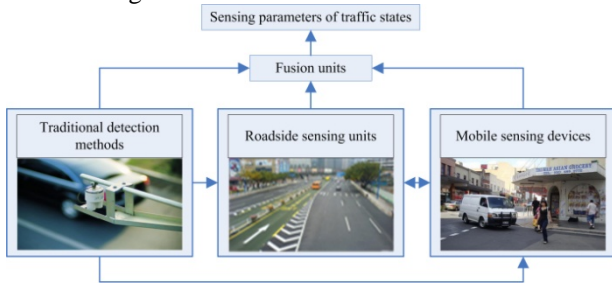 Sensing parameters of traffic states
Fusion units
Traditional detection
methods
Roadside sensing units
Mobile sensing devices